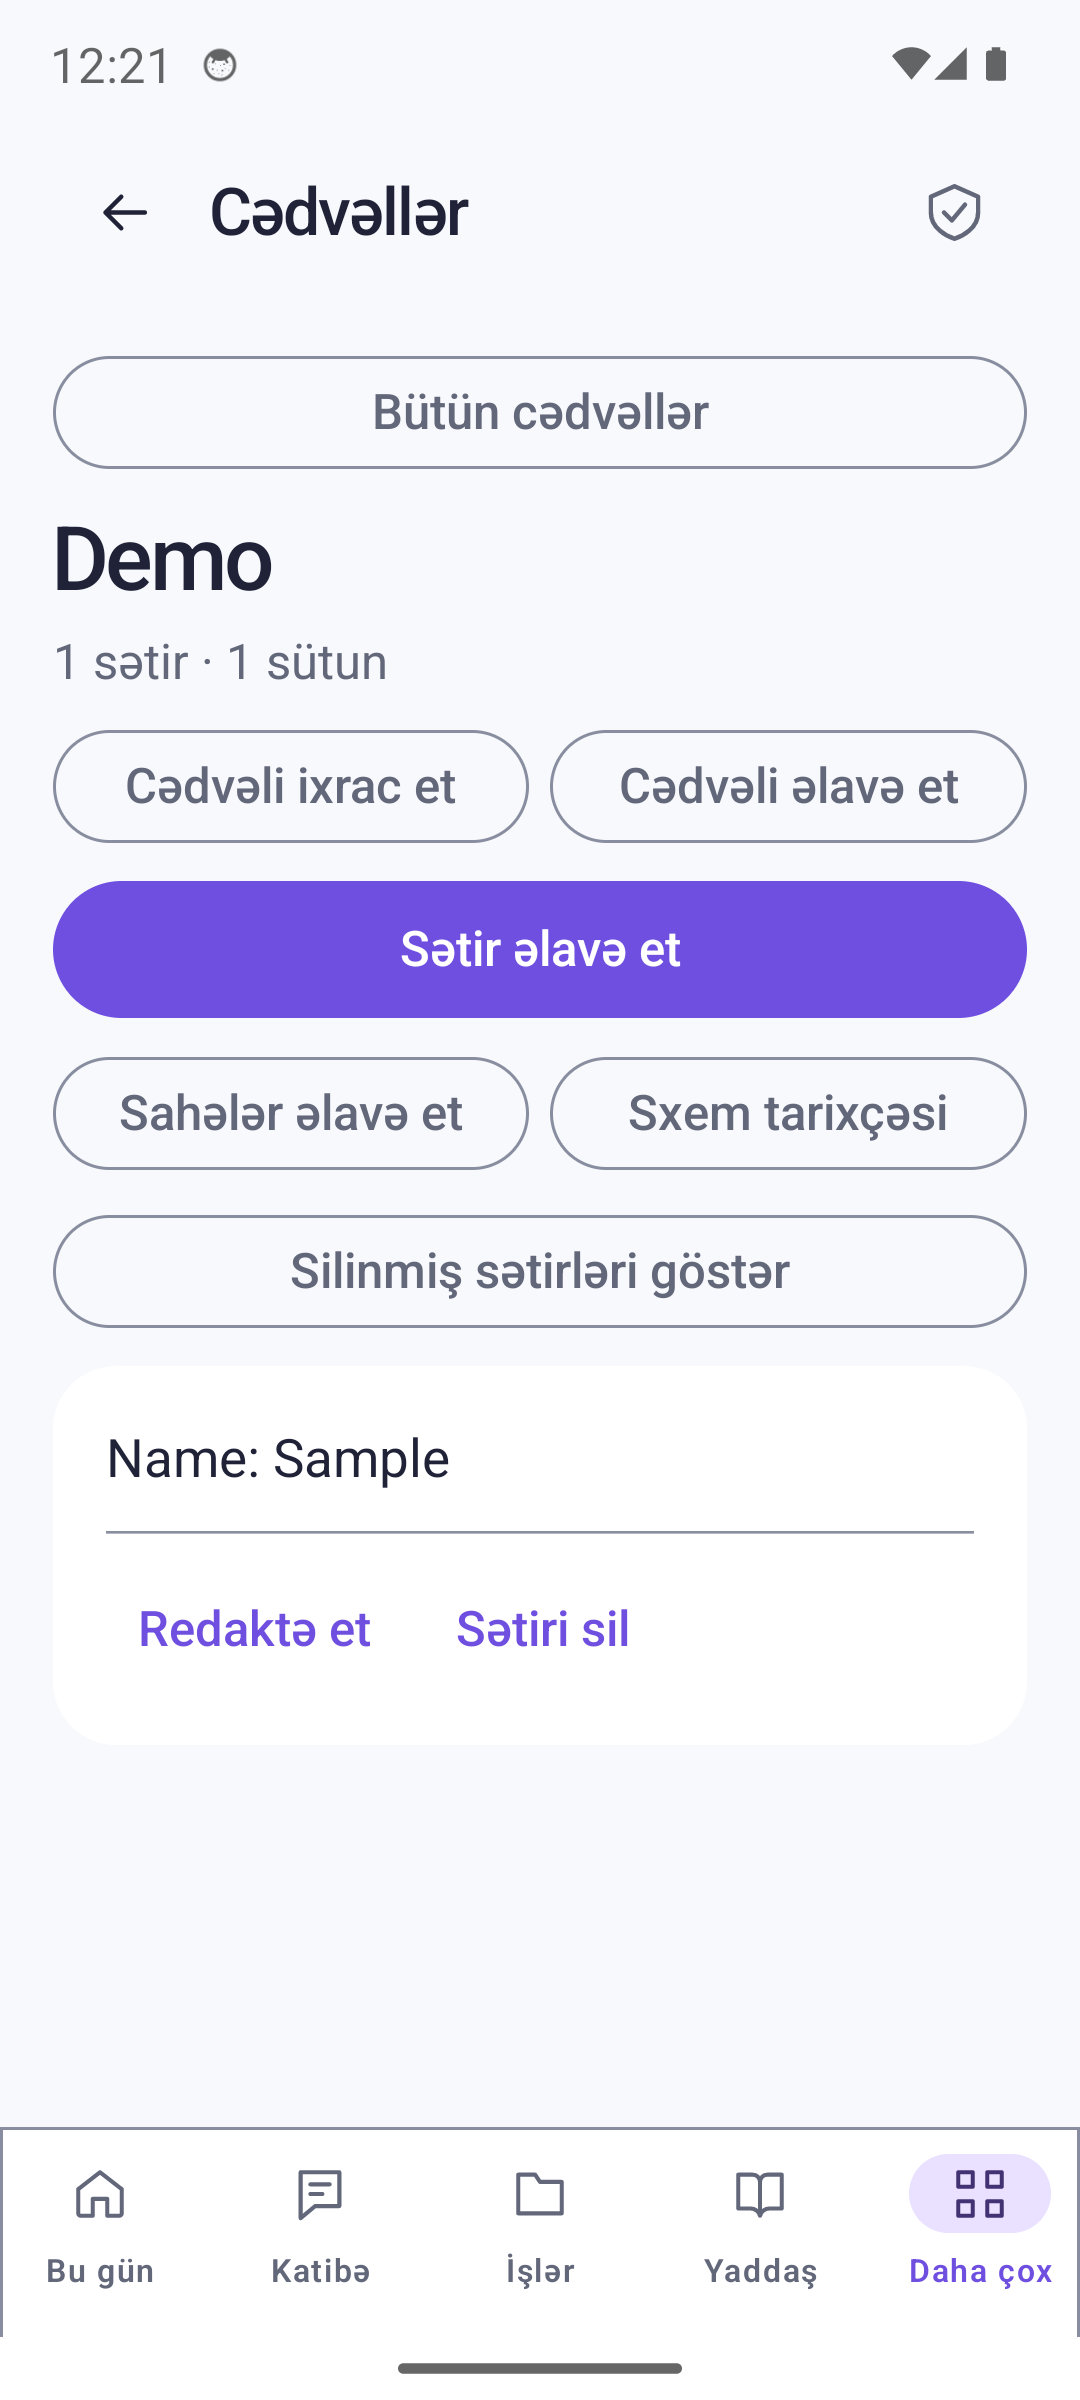 12:21
Cədvəllər
Bütün cədvəllər
Demo
1 sətir · 1 sütun
Cədvəli ixrac et
Cədvəli əlavə et
Sətir əlavə et
Sahələr əlavə et
Sxem tarixçəsi
Silinmiş sətirləri göstər
Name: Sample
Redaktə et
Sətiri sil
Bu gün
Katibə
İşlər
Yaddaş
Daha çox